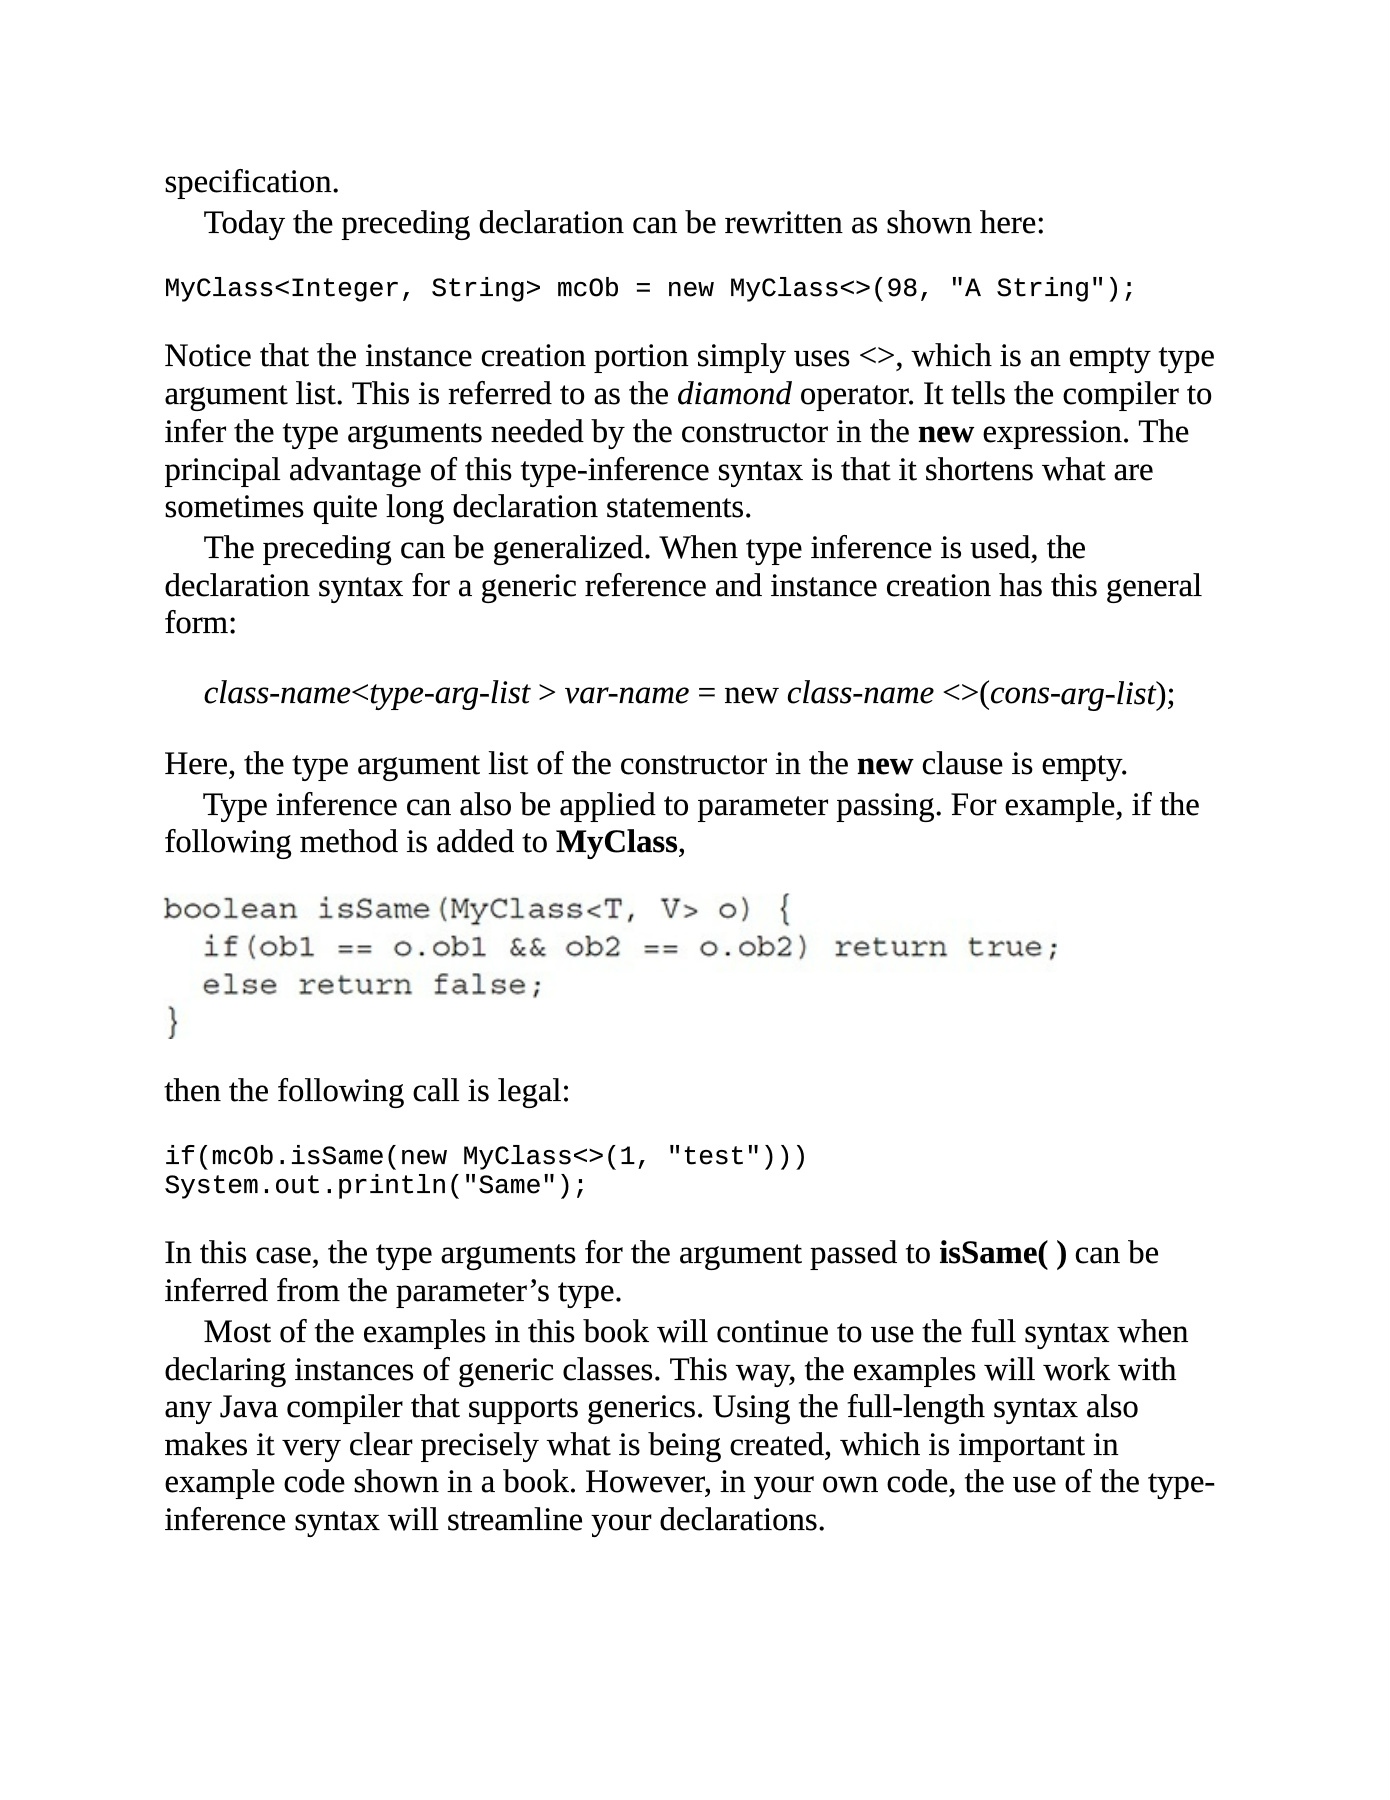 specification.
Today the preceding declaration can be rewritten as shown here:
MyClass<Integer, String> mcOb = new MyClass<>(98, "A String");
Notice that the instance creation portion simply uses <>, which is an empty type
argument list. This is referred to as the diamond operator. It tells the compiler to
infer the type arguments needed by the constructor in the new expression. The
principal advantage of this type-inference syntax is that it shortens what are
sometimes quite long declaration statements.
The preceding can be generalized. When type inference is used, the
declaration syntax for a generic reference and instance creation has this general
form:
class-name<type-arg-list > var-name = new class-name <>(cons-arg-list);
Here, the type argument list of the constructor in the new clause is empty.
Type inference can also be applied to parameter passing. For example, if the
following method is added to MyClass,
boolean isSame(MyClass<T, V> o) {
if(ob1 == o.ob1 && ob2 == o.ob2) return true;
else return false;
}
then the following call is legal:
if(mcOb.isSame(new MyClass<>(1, "test")))
System.out.println("Same");
In this case, the type arguments for the argument passed to isSame( ) can be
inferred from the parameter’s type.
Most of the examples in this book will continue to use the full syntax when
declaring instances of generic classes. This way, the examples will work with
any Java compiler that supports generics. Using the full-length syntax also
makes it very clear precisely what is being created, which is important in
example code shown in a book. However, in your own code, the use of the type-
inference syntax will streamline your declarations.